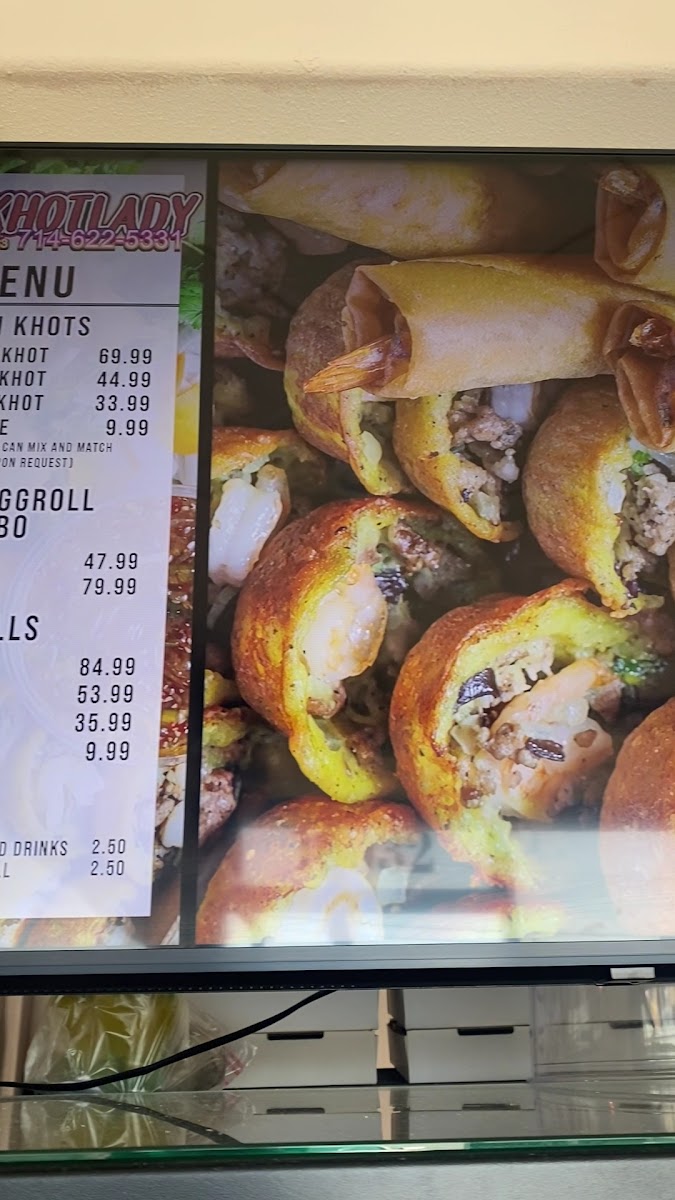 KHOTLADY
714-622-5331
ENU
KHOTS
KHOT 69.99
KHOT 44.99
KHOT 33.99
E 9.99
CAN MIX AND MATCH
ON REQUEST)
GGROLL
BO
47.99
79.99
LLS
84.99
53.99
35.99
9.99
D DRINKS 2.50
L 2.50